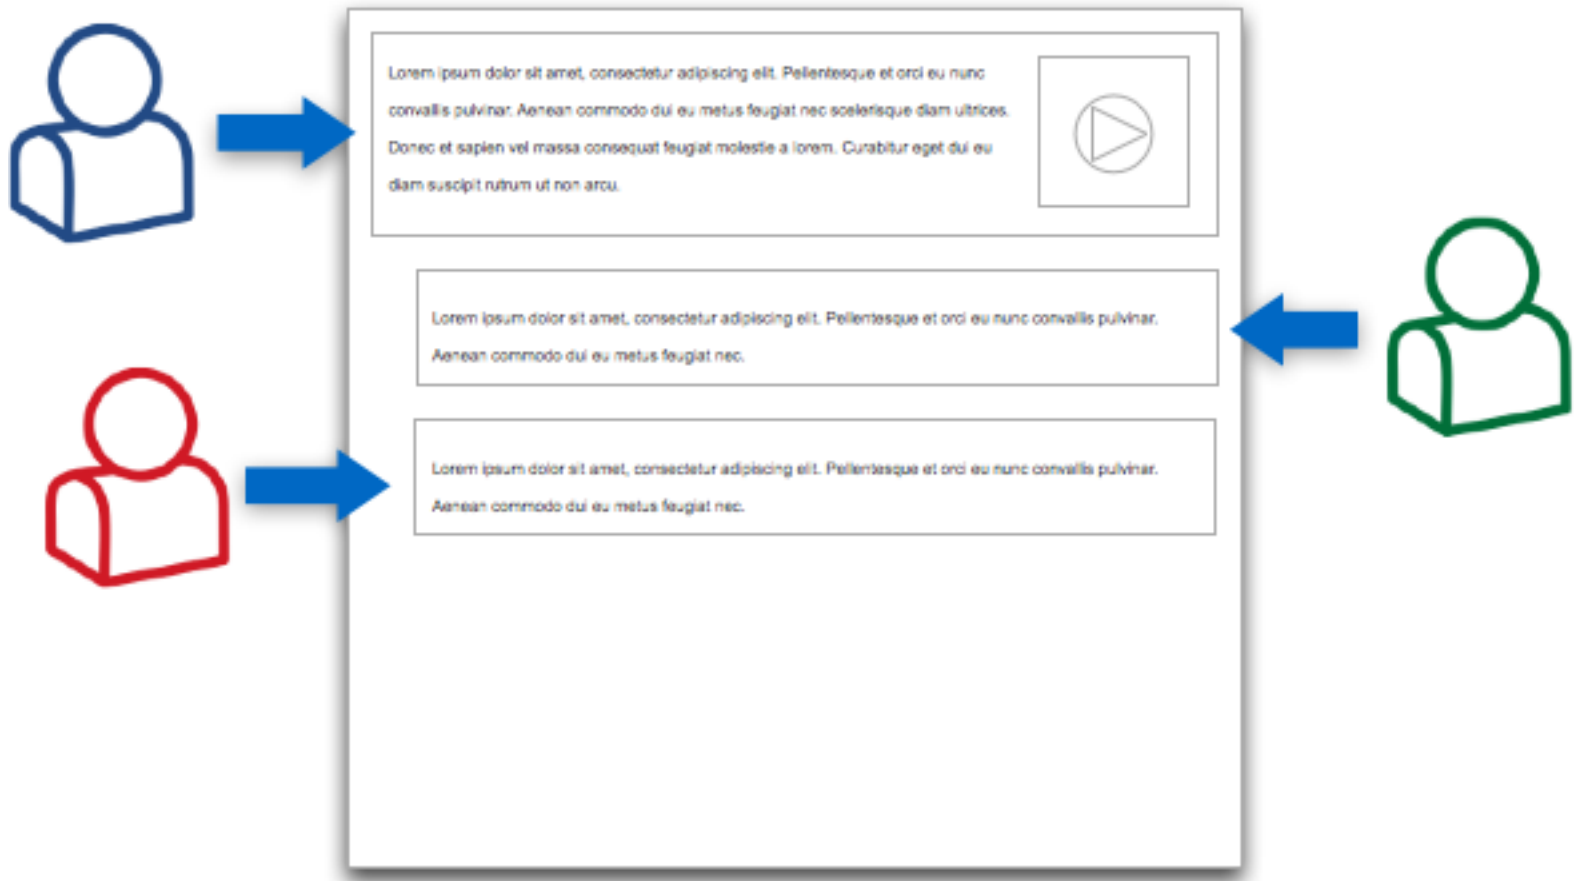 Lorem ipsum dolor sit amet, consectetur adipiscing elit. Pellentesque et orci eu nunc
convallis pulvinar. Aenean commodo dui eu metus feugiat nec scelerisque diam ultrices.
Donec et sapien vel massa consequat feugiat molestie a lorem. Curabitur eget dui eu
diam suscipit rutrum ut non arcu.
Lorem ipsum dolor sit amet, consectetur adipiscing elit. Pellentesque et orci eu nunc convallis pulvinar.
Aenean commodo dui eu metus feugiat nec.
Lorem ipsum dolor sit amet, consectetur adipiscing elit. Pellentesque et orci eu nunc convallis pulvinar.
Aenean commodo dui eu metus feugiat nec.